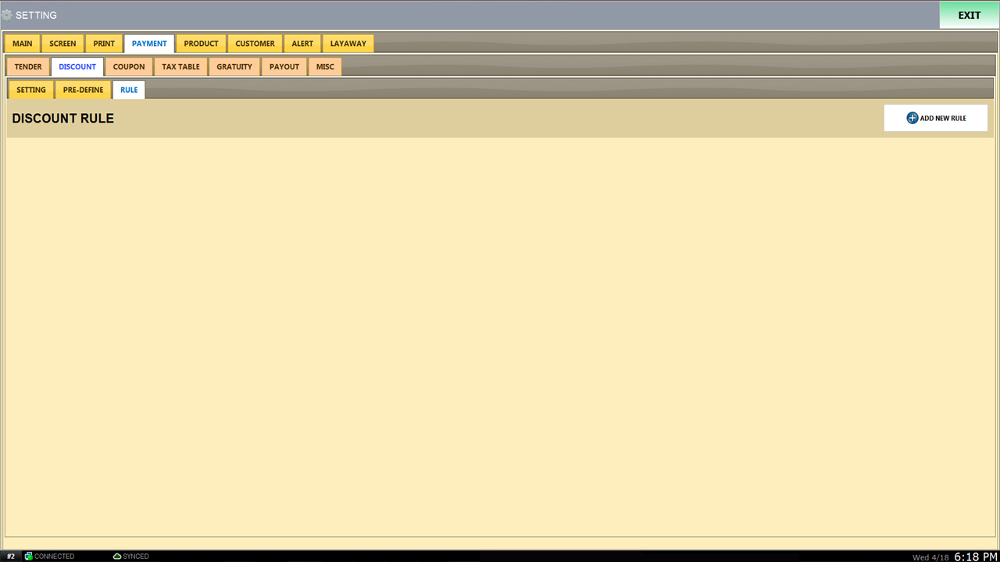 SETTING EXIT
MAIN SCREEN PRINT PAYMENT PRODUCT CUSTOMER ALERT LAYAWAY
TENDER DISCOUNT COUPON TAX TABLE GRATUITY PAYOUT MISC
SETTING PRE-DEFINE RULE
DISCOUNT RULE ADD NEW RULE
#2 CONNECTED SYNCED Wed 4/18 6:18 PM